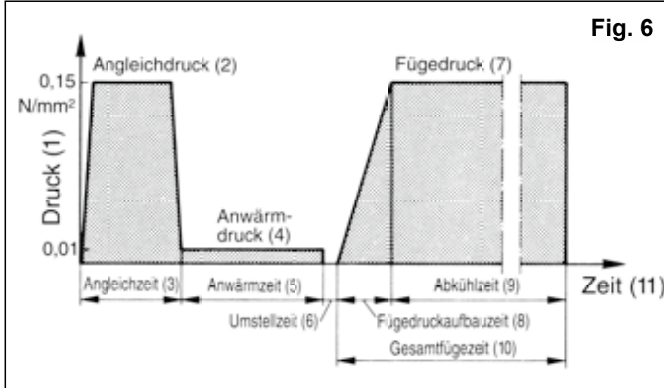 Fig. 6
Angleichdruck (2)
Fügedruck (7)
0,15
N/mm²
Druck (1)
Anwärm-
druck (4)
0,01
Angleichzeit (3)
Anwärmzeit (5)
Abkühlzeit (9)
Zeit (11)
Umstellzeit (6)
Fügedruckaufbauzeit (8)
Gesamtfügezeit (10)